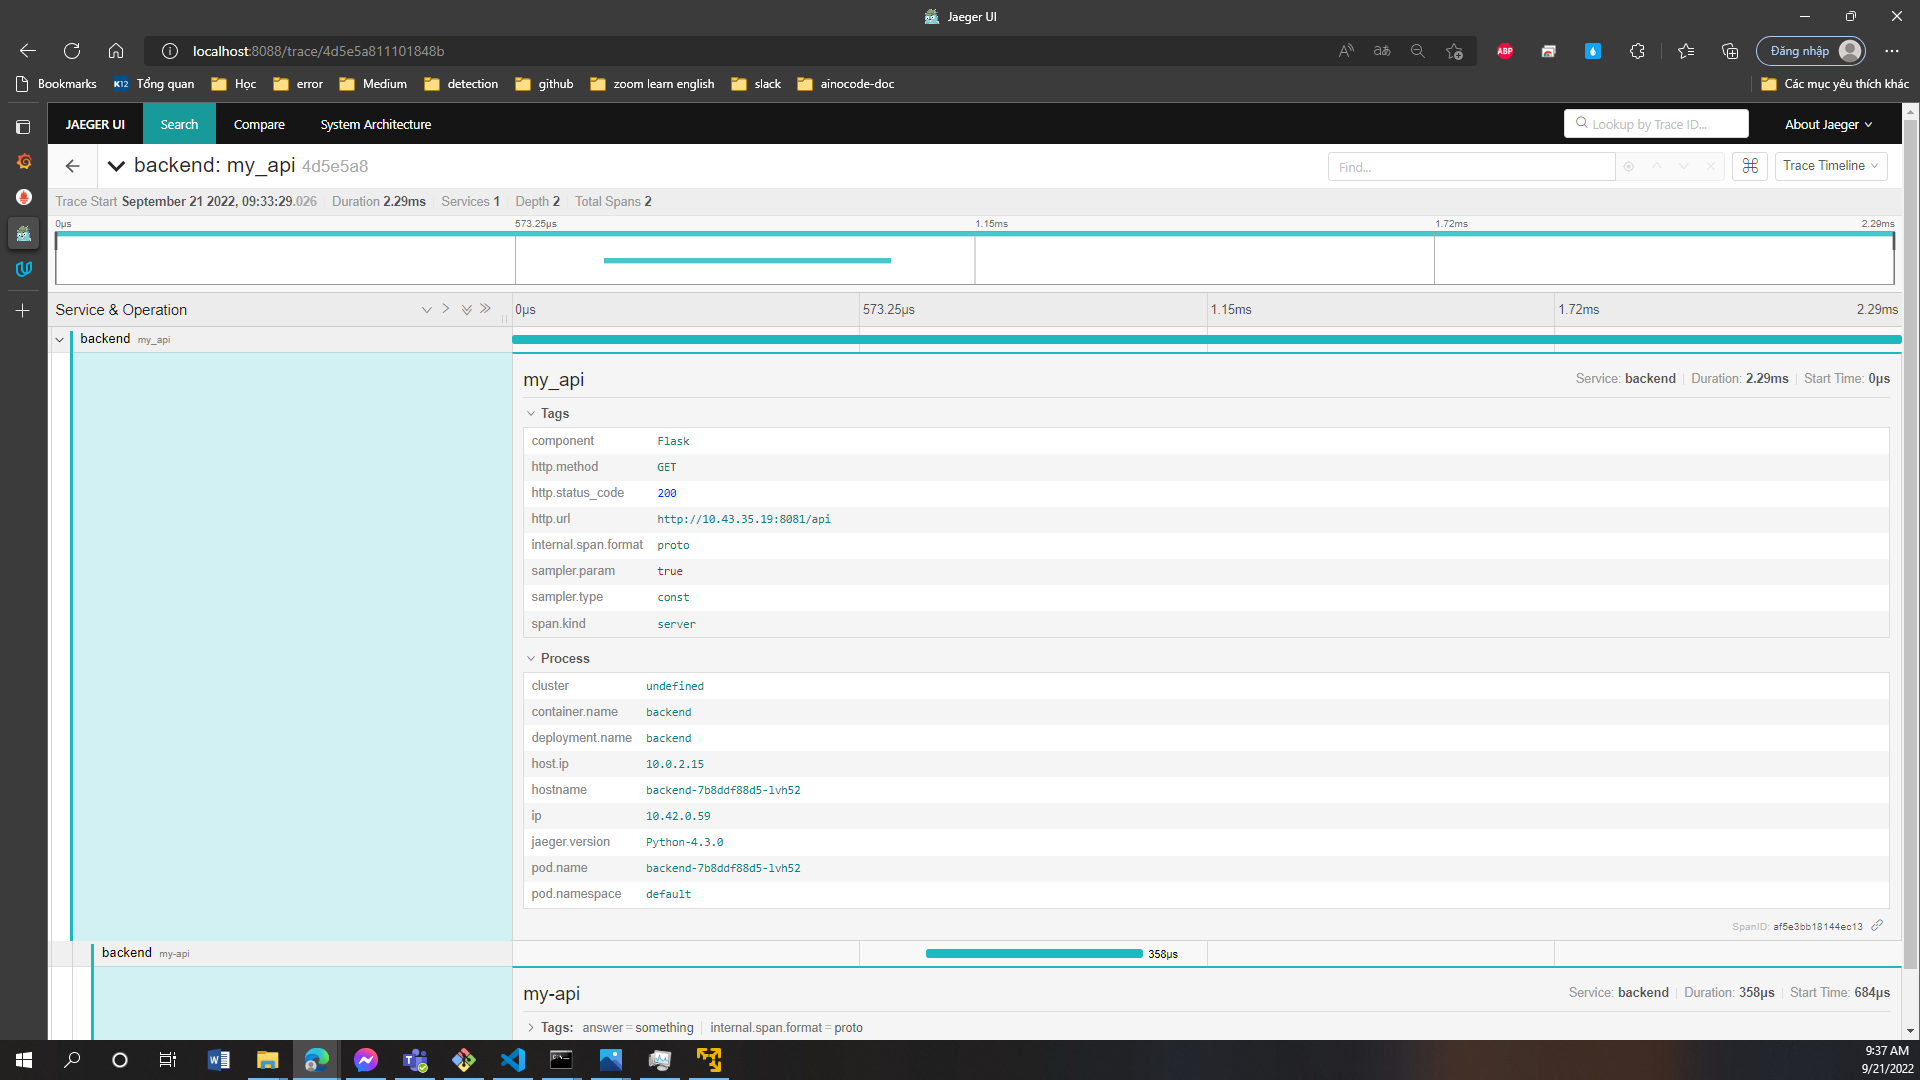 Jaeger UI
localhost:8088/trace/4d5e5a811101848b
ABP
Đăng nhập
Bookmarks K12 Tổng quan Học error Medium detection github zoom learn english slack ainocode-doc Các mục yêu thích khác
JAEGER UI Search Compare System Architecture Lookup by Trace ID... About Jaeger
backend: my_api 4d5e5a8 Find... Trace Timeline
Trace Start September 21 2022, 09:33:29.026 Duration 2.29ms Services 1 Depth 2 Total Spans 2
0μs 573.25μs 1.15ms 1.72ms 2.29ms
Service & Operation 0μs 573.25μs 1.15ms 1.72ms 2.29ms
backend my_api
my_api Service: backend Duration: 2.29ms Start Time: 0μs
Tags
component Flask
http.method GET
http.status_code 200
http.url http://10.43.35.19:8081/api
internal.span.format proto
sampler.param true
sampler.type const
span.kind server
Process
cluster undefined
container.name backend
deployment.name backend
host.ip 10.0.2.15
hostname backend-7b8ddf88d5-lvh52
ip 10.42.0.59
jaeger.version Python-4.3.0
pod.name backend-7b8ddf88d5-lvh52
pod.namespace default
SpanID: af5e3bb18144ec13
backend my-api 358μs
my-api Service: backend Duration: 358μs Start Time: 684μs
Tags: answer = something internal.span.format = proto
9:37 AM
9/21/2022